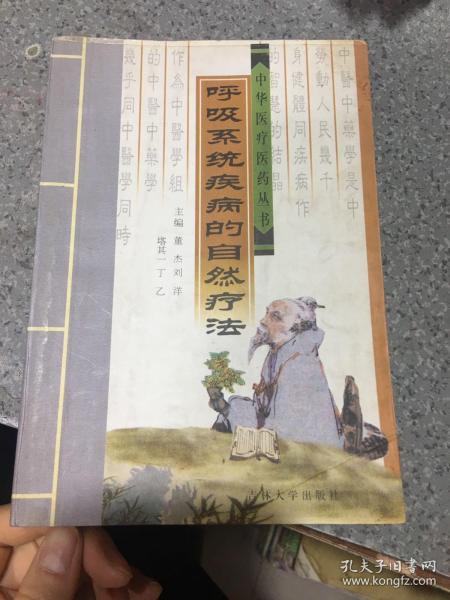 中医中藥學是中
勞動人民幾千
身健體同疾病作
的智慧的結晶
中华医疗医药丛书
呼吸系统疾病的自然疗法
作為中醫學組
的中醫中藥學
幾乎同中醫學同時
主编 董杰 刘洋
塔其一 丁乙
吉林大学出版社
孔夫子旧书网
www.kongfz.com